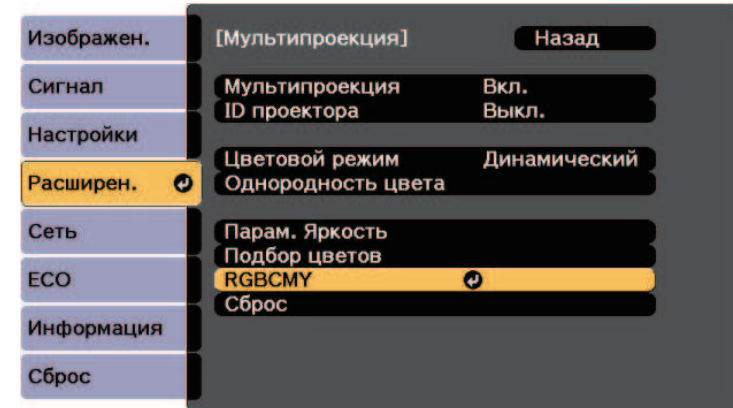 Изображен.
Сигнал
Настройки
Расширен.
Сеть
ECO
Информация
Сброс
[Мультипроекция] Назад
Мультипроекция Вкл.
ID проектора Выкл.
Цветовой режим Динамический
Однородность цвета
Парам. Яркость
Подбор цветов
RGBCMY
Сброс